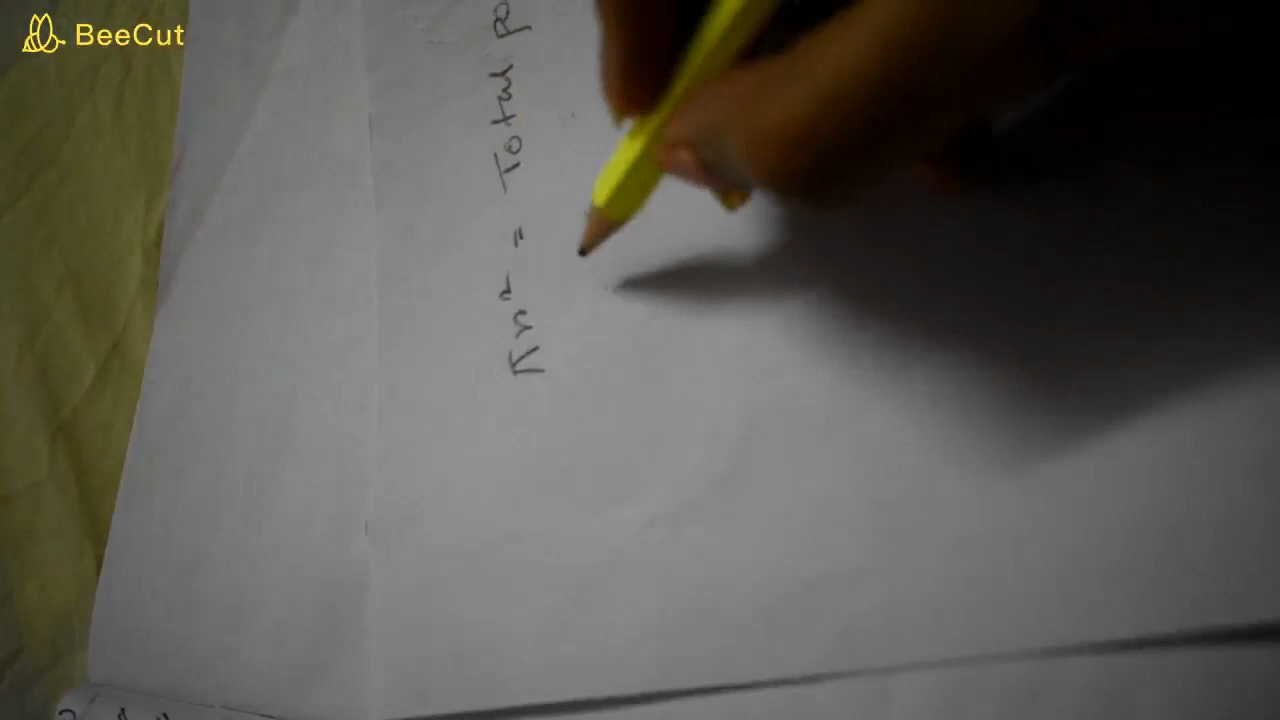 BeeCut
πr² = Total p